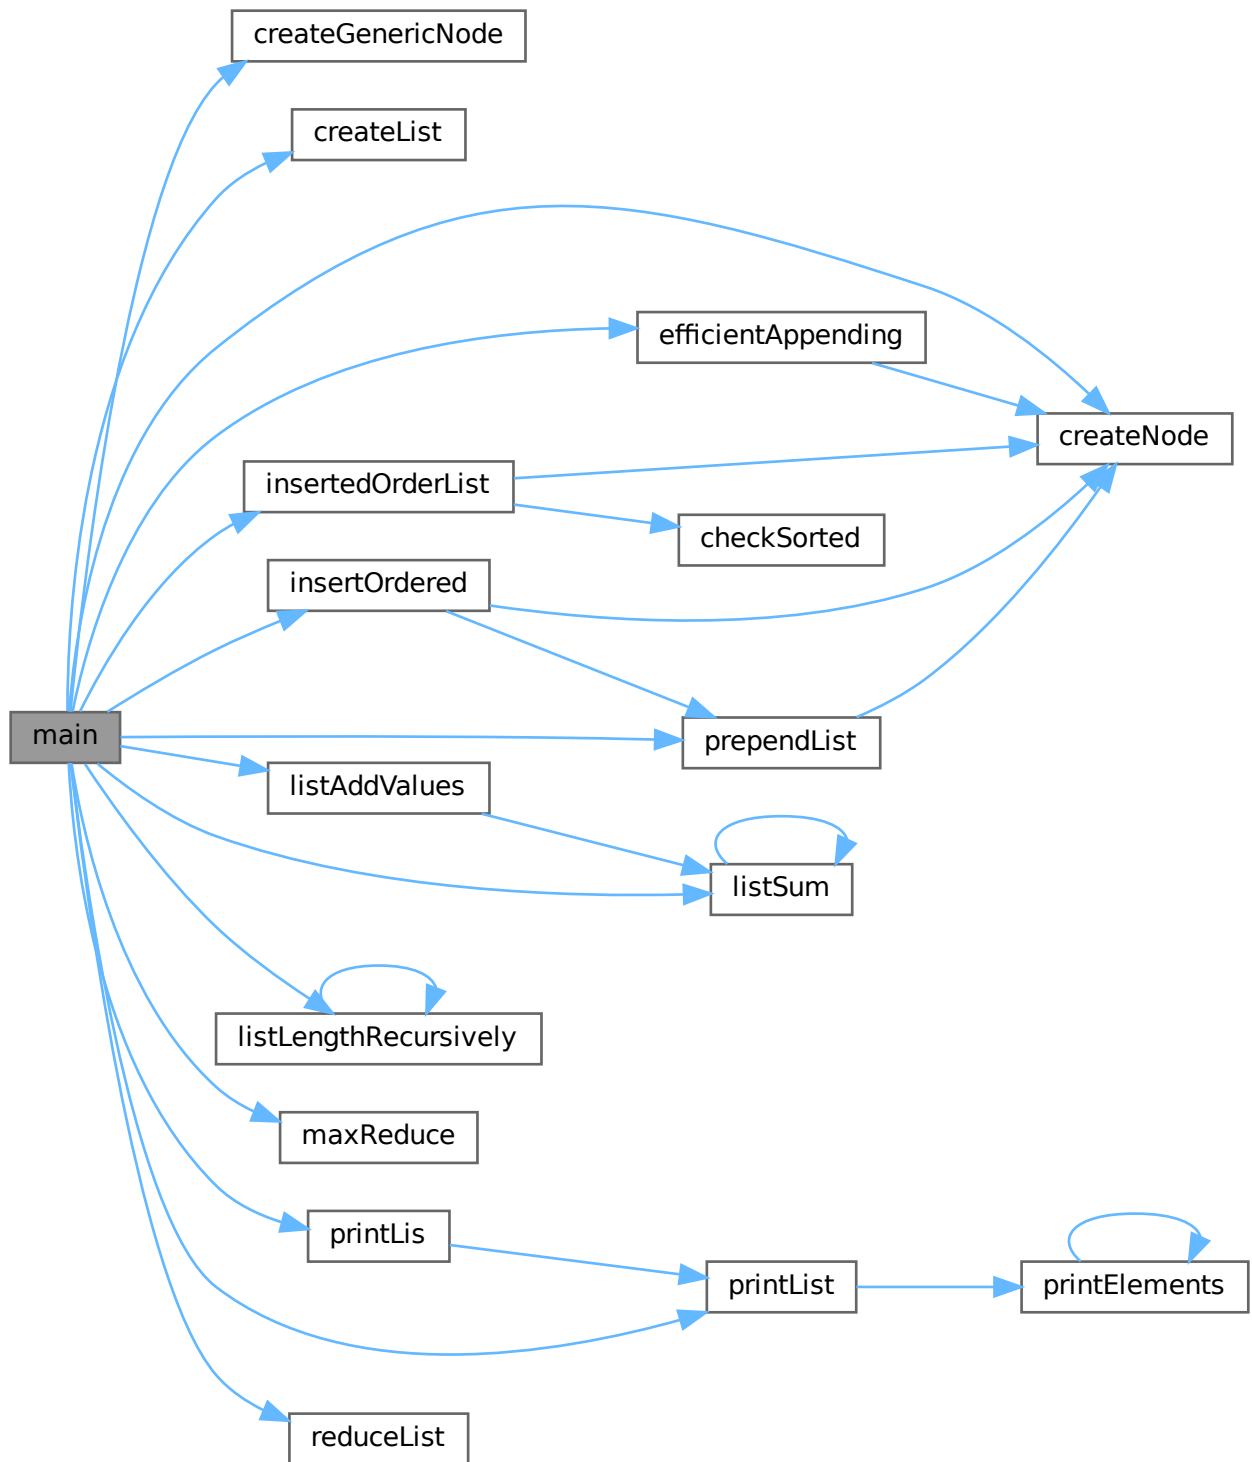 createGenericNode
createList
efficientAppending
createNode
insertedOrderList
checkSorted
insertOrdered
main
prependList
listAddValues
listSum
listLengthRecursively
maxReduce
printLis
printList
printElements
reduceList